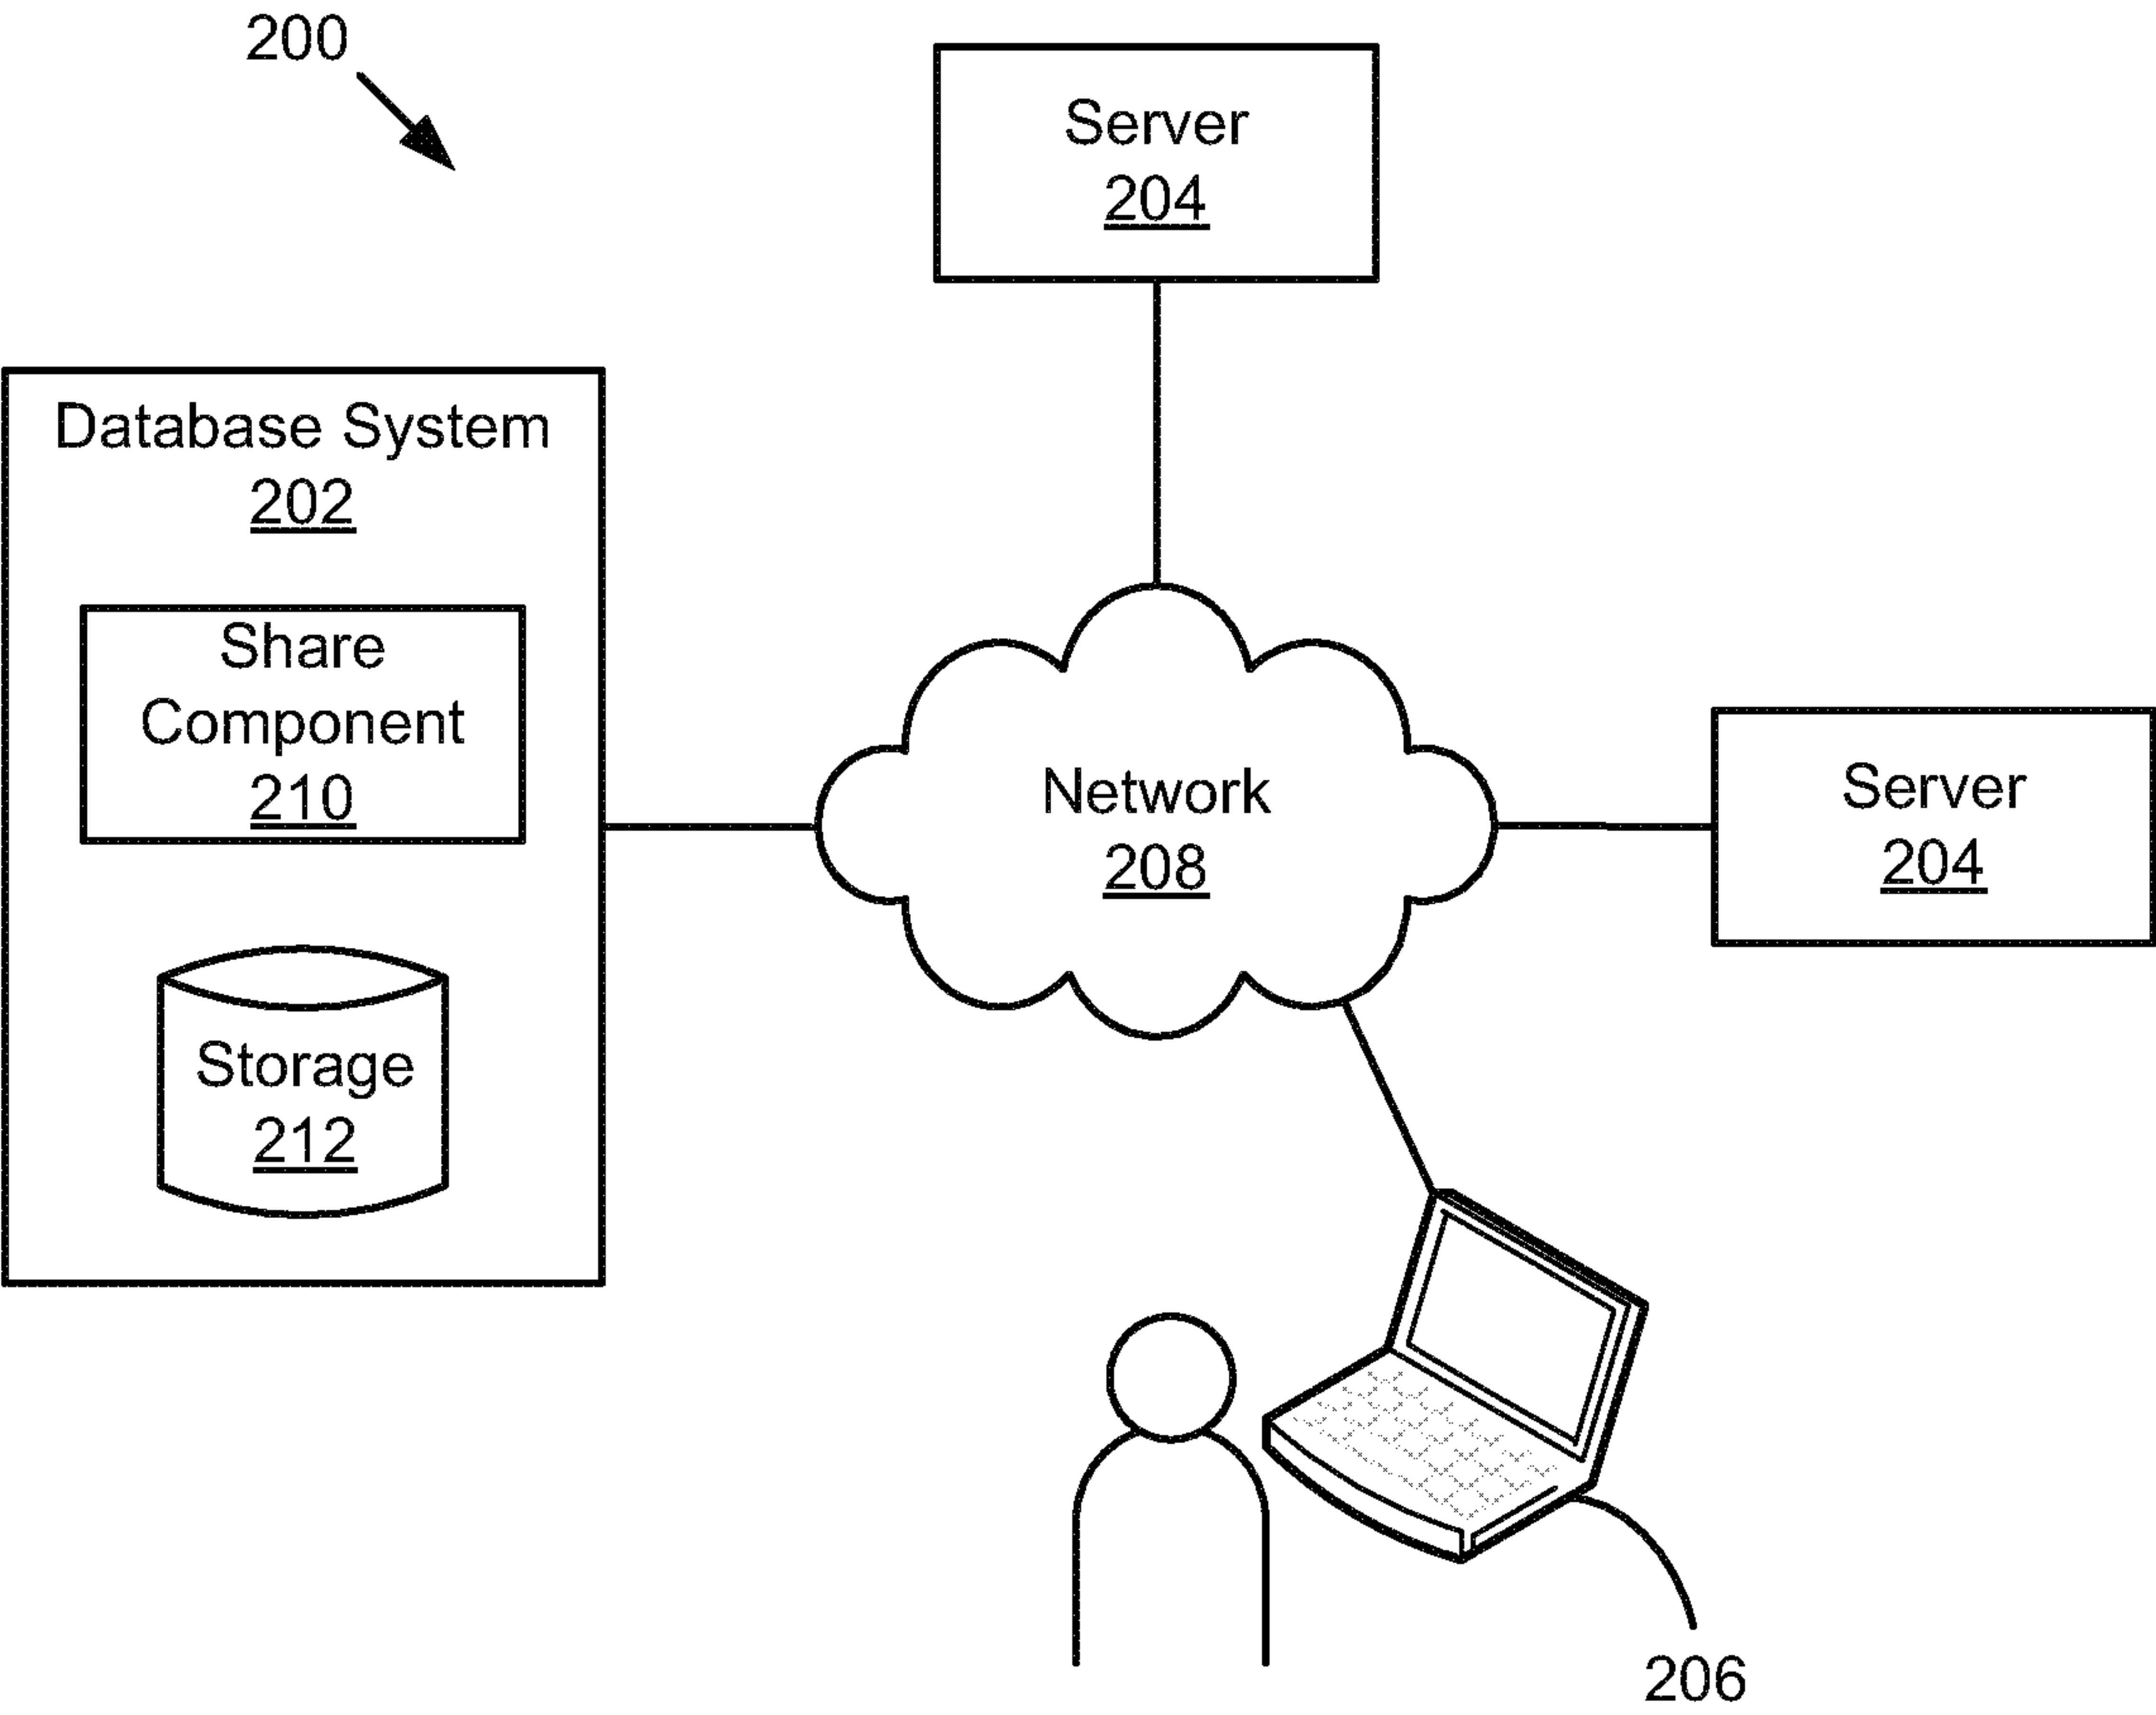 200
Server
204
Database System
202
Share
Component
210
Storage
212
Network
208
Server
204
206